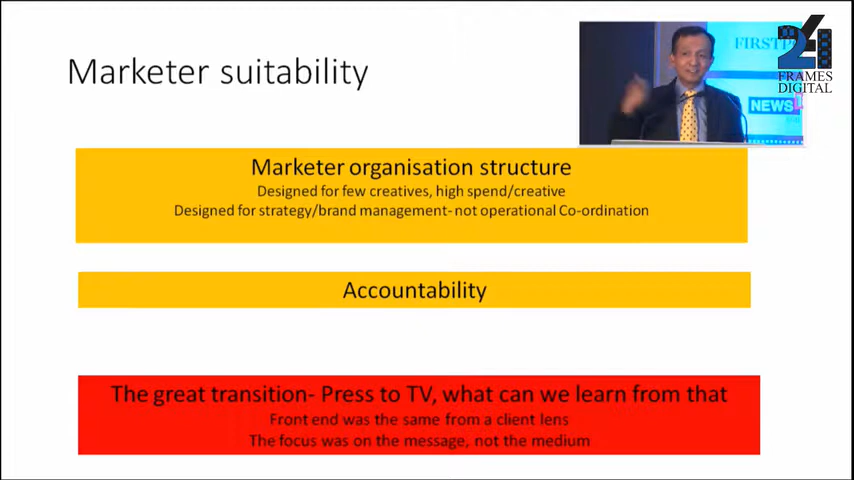 Marketer suitability
FIRSTP
24
FRAMES
DIGITAL
NEWS
Marketer organisation structure
Designed for few creatives, high spend/creative
Designed for strategy/brand management- not operational Co-ordination
Accountability
The great transition- Press to TV, what can we learn from that
Front end was the same from a client lens
The focus was on the message, not the medium